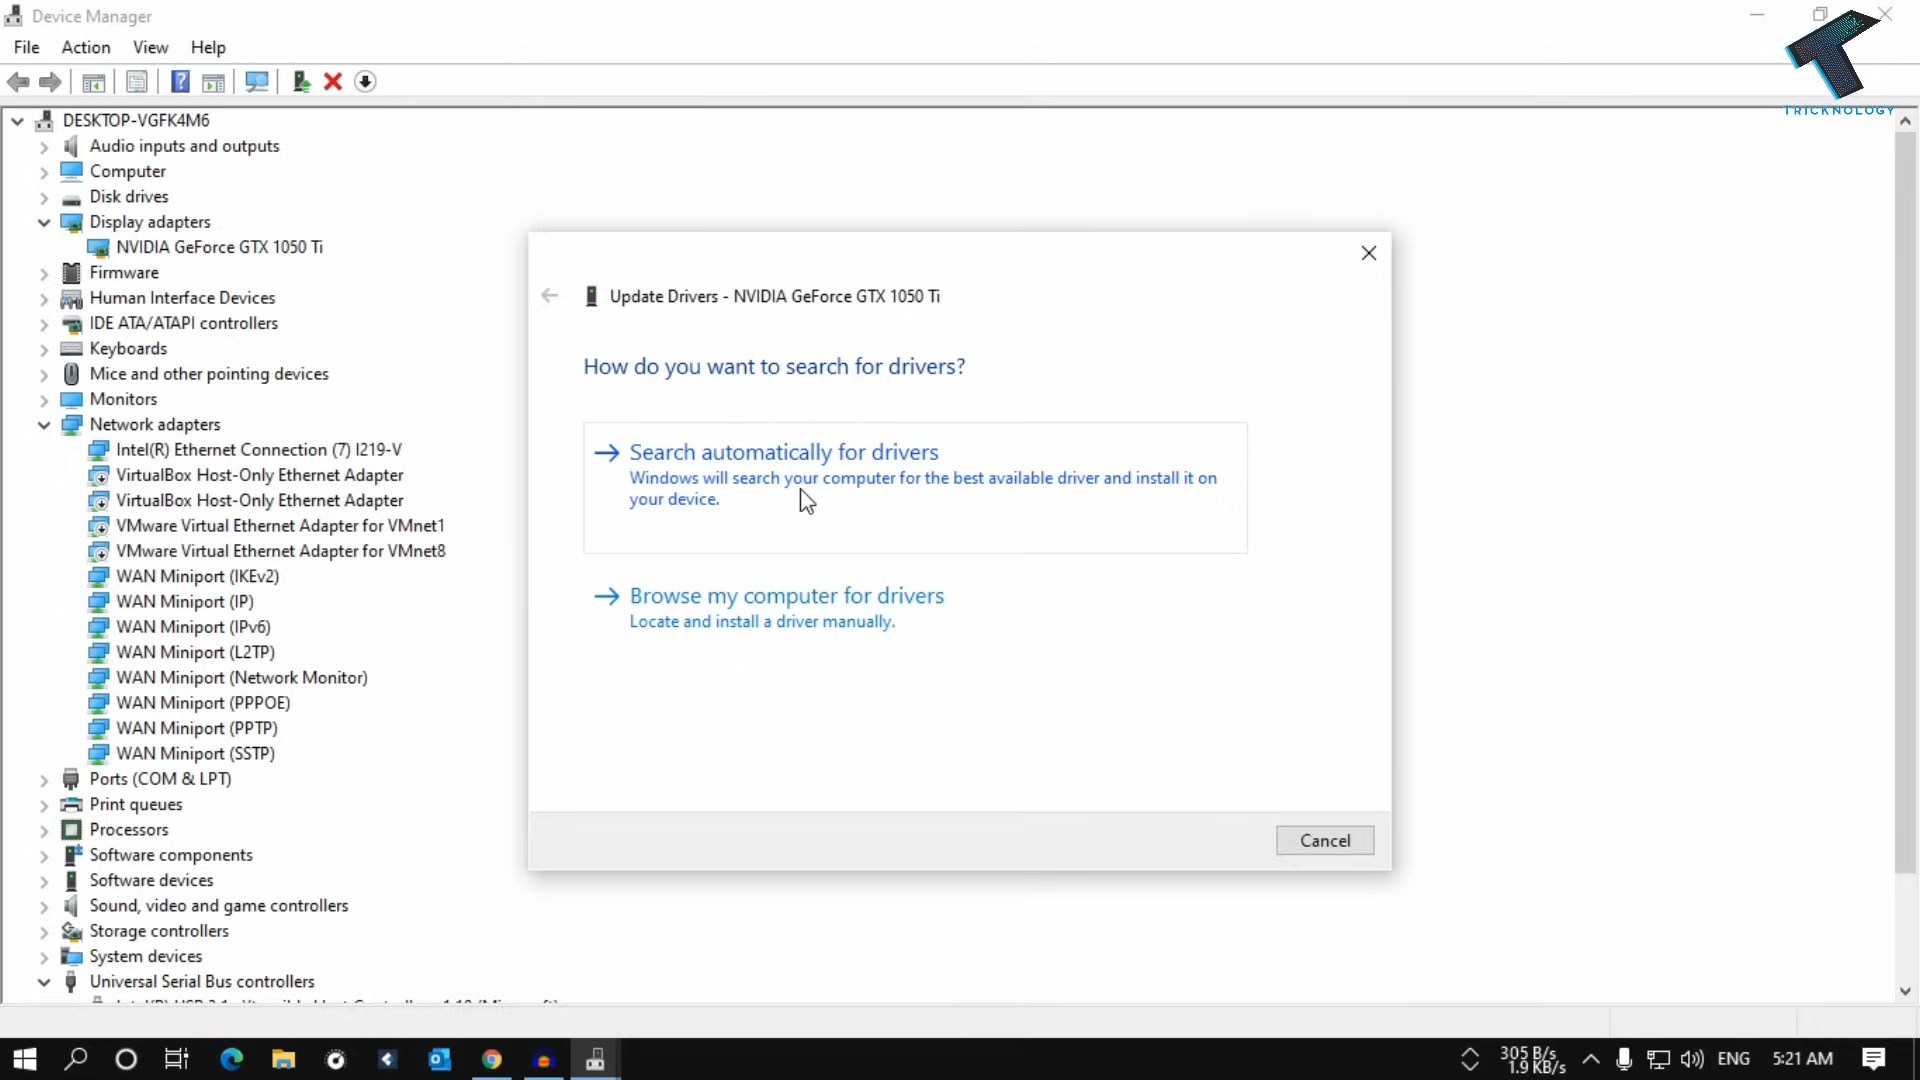 Device Manager
File Action View Help
TRICKNOLOGY
DESKTOP-VGFK4M6
Audio inputs and outputs
Computer
Disk drives
Display adapters
NVIDIA GeForce GTX 1050 Ti
Firmware
Human Interface Devices
IDE ATA/ATAPI controllers
Keyboards
Mice and other pointing devices
Monitors
Network adapters
Intel(R) Ethernet Connection (7) I219-V
VirtualBox Host-Only Ethernet Adapter
VirtualBox Host-Only Ethernet Adapter
VMware Virtual Ethernet Adapter for VMnet1
VMware Virtual Ethernet Adapter for VMnet8
WAN Miniport (IKEv2)
WAN Miniport (IP)
WAN Miniport (IPv6)
WAN Miniport (L2TP)
WAN Miniport (Network Monitor)
WAN Miniport (PPPOE)
WAN Miniport (PPTP)
WAN Miniport (SSTP)
Ports (COM & LPT)
Print queues
Processors
Software components
Software devices
Sound, video and game controllers
Storage controllers
System devices
Universal Serial Bus controllers
Update Drivers - NVIDIA GeForce GTX 1050 Ti
How do you want to search for drivers?
Search automatically for drivers
Windows will search your computer for the best available driver and install it on
your device.
Browse my computer for drivers
Locate and install a driver manually.
Cancel
305 B/s
1.9 KB/s
ENG
5:21 AM